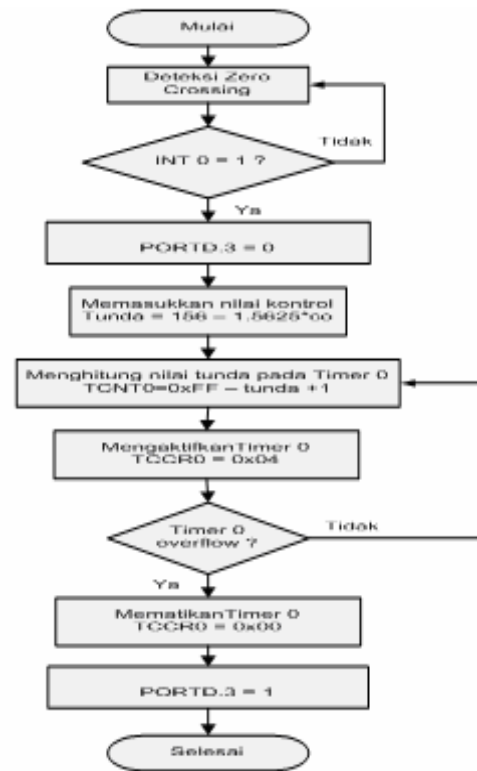 Mulai
Deteksi Zero
Crossing
Tidak
INT 0 = 1 ?
Ya
PORTD.3 = 0
Memasukkan nilai kontrol
Tunda = 156 – 1.5625*co
Menghitung nilai tunda pada Timer 0
TCNT0=0xFF – tunda +1
MengaktifkanTimer 0
TCCR0 = 0x04
Timer 0
overflow ?
Tidak
Ya
MematikanTimer 0
TCCR0 = 0x00
PORTD.3 = 1
Selesai